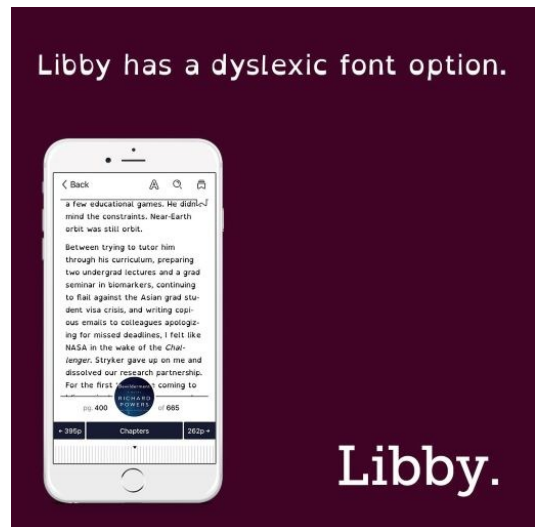 Libby has a dyslexic font option.
Back
a few educational games. He didn
mind the constraints. Near-Earth
orbit was still orbit.
Between trying to tutor him
through his curriculum, preparing
two undergrad lectures and a grad
seminar in biomarkers, continuing
to flail against the Asian grad stu-
dent visa crisis, and writing copi-
ous emails to colleagues apologiz-
ing for missed deadlines, I felt like
NASA in the wake of the Chal-
lenger. Stryker gave up on me and
dissolved our research partnership.
For the first coming to
Bewilderment
RICHARD
POWERS
pg. 400 of 665
395p Chapters 262p
Libby.